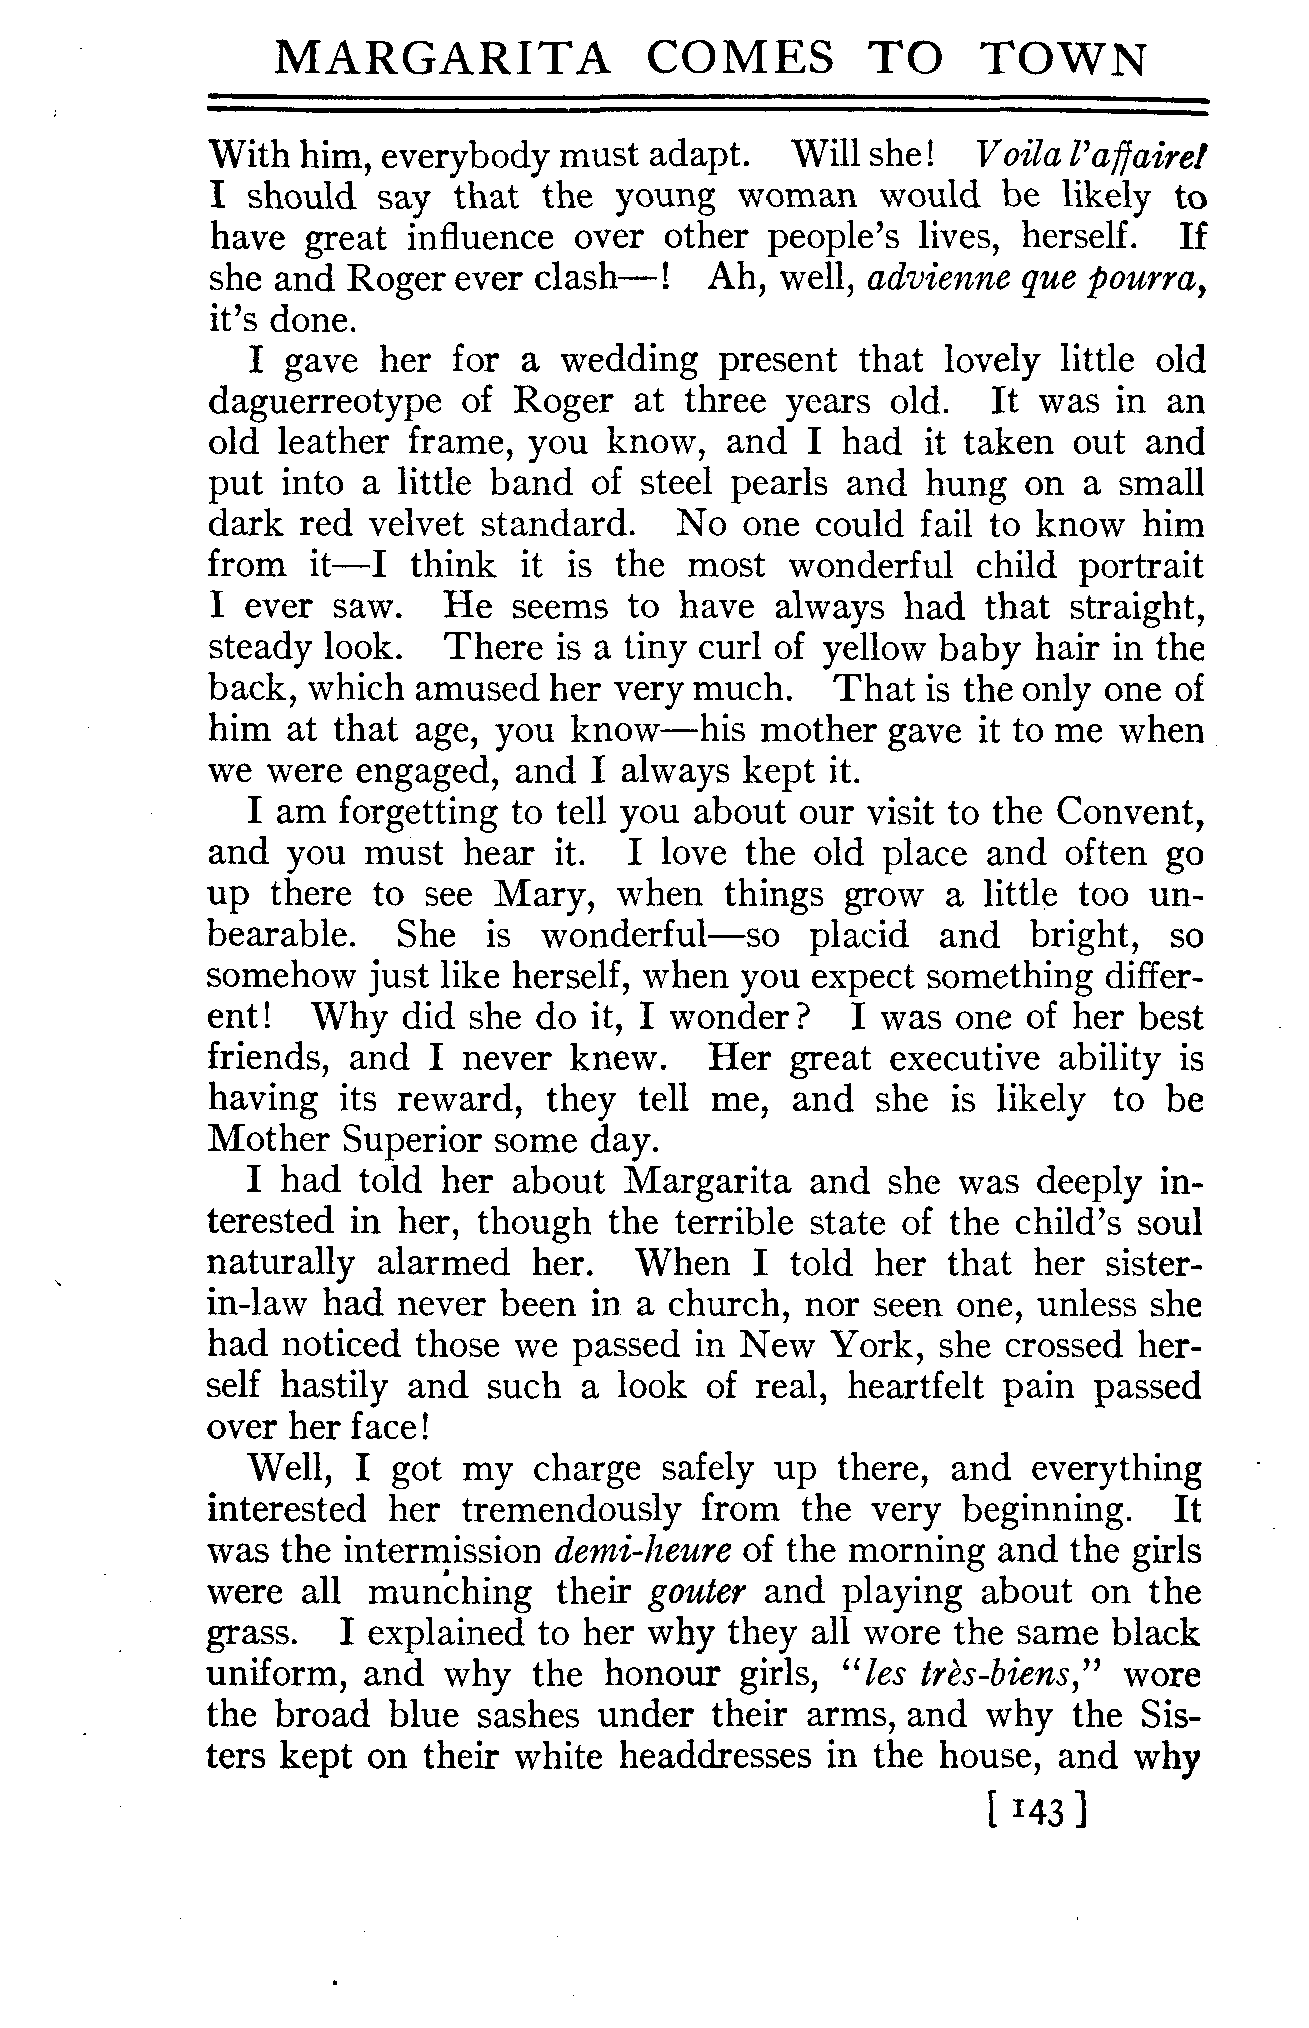 MARGARITA COMES TO TOWN
With him, everybody must adapt. Will she! Voila l'affaire!
I should say that the young woman would be likely to
have great influence over other people's lives, herself. If
she and Roger ever clash—! Ah, well, advienne que pourra,
it's done.
I gave her for a wedding present that lovely little old
daguerreotype of Roger at three years old. It was in an
old leather frame, you know, and I had it taken out and
put into a little band of steel pearls and hung on a small
dark red velvet standard. No one could fail to know him
from it—I think it is the most wonderful child portrait
I ever saw. He seems to have always had that straight,
steady look. There is a tiny curl of yellow baby hair in the
back, which amused her very much. That is the only one of
him at that age, you know—his mother gave it to me when
we were engaged, and I always kept it.
I am forgetting to tell you about our visit to the Convent,
and you must hear it. I love the old place and often go
up there to see Mary, when things grow a little too un-
bearable. She is wonderful—so placid and bright, so
somehow just like herself, when you expect something differ-
ent! Why did she do it, I wonder? I was one of her best
friends, and I never knew. Her great executive ability is
having its reward, they tell me, and she is likely to be
Mother Superior some day.
I had told her about Margarita and she was deeply in-
terested in her, though the terrible state of the child's soul
naturally alarmed her. When I told her that her sister-
in-law had never been in a church, nor seen one, unless she
had noticed those we passed in New York, she crossed her-
self hastily and such a look of real, heartfelt pain passed
over her face!
Well, I got my charge safely up there, and everything
interested her tremendously from the very beginning. It
was the intermission demi-heure of the morning and the girls
were all munching their gouter and playing about on the
grass. I explained to her why they all wore the same black
uniform, and why the honour girls, "les très-biens," wore
the broad blue sashes under their arms, and why the Sis-
ters kept on their white headdresses in the house, and why
[ 143 ]